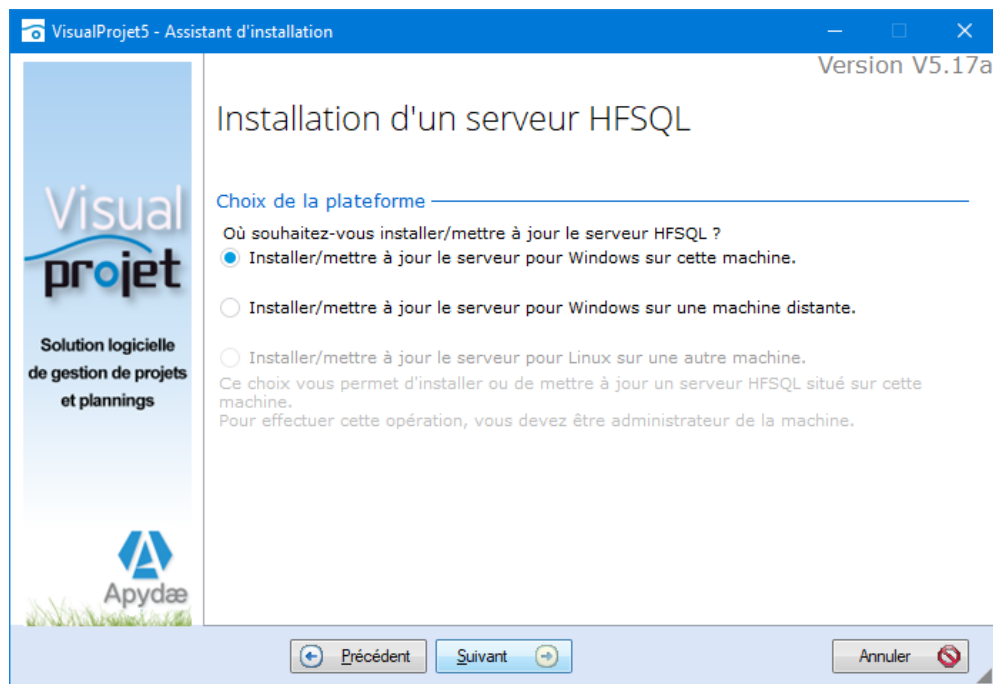 VisualProjet5 - Assistant d'installation
Version V5.17a
Installation d'un serveur HFSQL
Visual
projet
Solution logicielle
de gestion de projets
et plannings
Apydæ
Choix de la plateforme
Où souhaitez-vous installer/mettre à jour le serveur HFSQL ?
Installer/mettre à jour le serveur pour Windows sur cette machine.
Installer/mettre à jour le serveur pour Windows sur une machine distante.
Installer/mettre à jour le serveur pour Linux sur une autre machine.
Ce choix vous permet d'installer ou de mettre à jour un serveur HFSQL situé sur cette
machine.
Pour effectuer cette opération, vous devez être administrateur de la machine.
Précédent
Suivant
Annuler